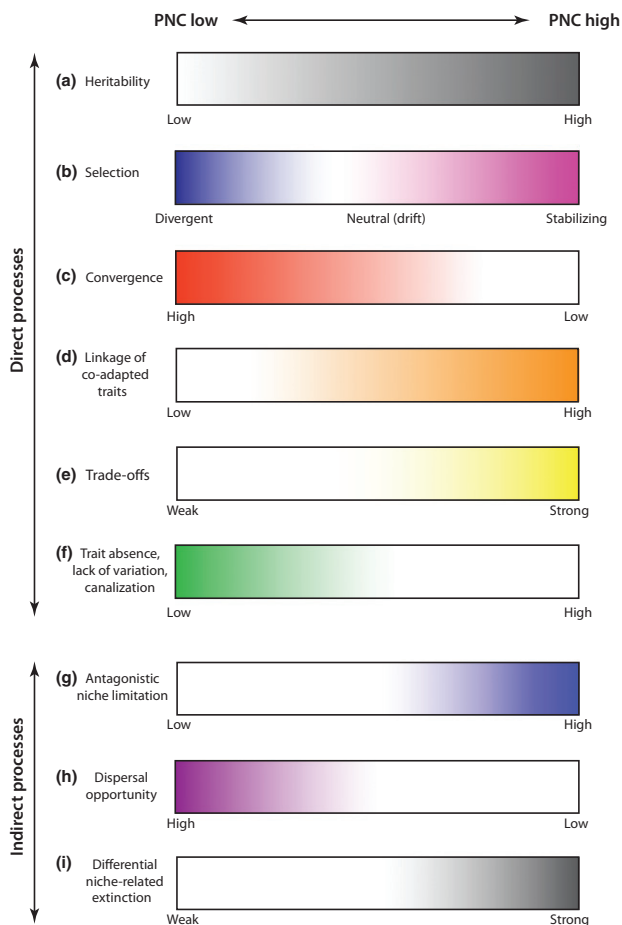 PNC low PNC high
(a) Heritability
Low High
(b) Selection
Divergent Neutral (drift) Stabilizing
(c) Convergence
High Low
(d) Linkage of
co-adapted
traits
Low High
(e) Trade-offs
Weak Strong
(f) Trait absence,
lack of variation,
canalization
Low High
Direct processes
(g) Antagonistic
niche limitation
Low High
(h) Dispersal
opportunity
High Low
(i) Differential
niche-related
extinction
Weak Strong
Indirect processes